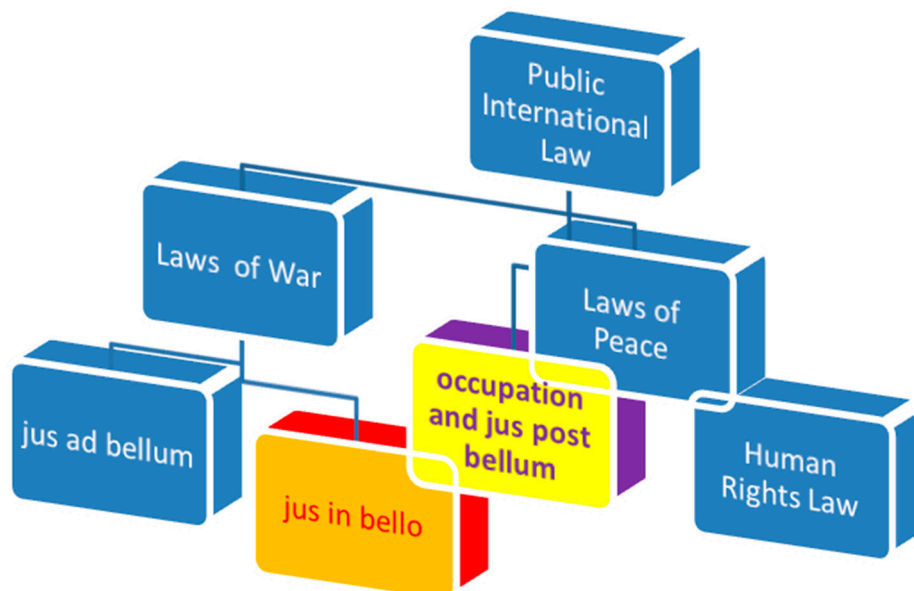 Public
International
Law
Laws of War
Laws of
Peace
jus ad bellum
jus in bello
occupation
and jus post
bellum
Human
Rights Law